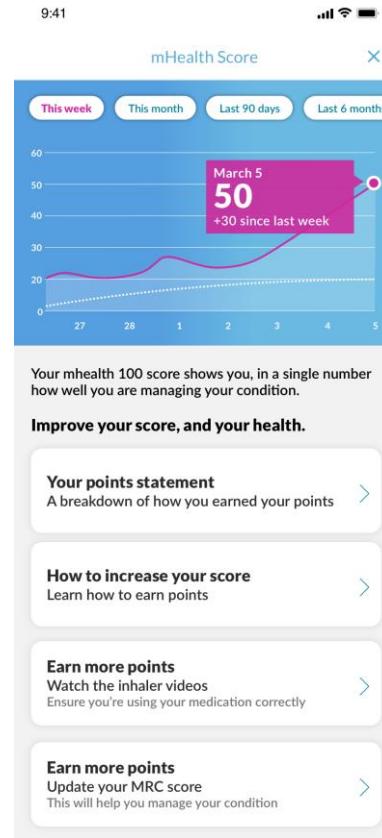 9:41
mHealth Score
This week
This month
Last 90 days
Last 6 month
60
50
40
30
20
0
March 5
50
+30 since last week
27 28 1 2 3 4 5
Your mhealth 100 score shows you, in a single number
how well you are managing your condition.
Improve your score, and your health.
Your points statement
A breakdown of how you earned your points
How to increase your score
Learn how to earn points
Earn more points
Watch the inhaler videos
Ensure you're using your medication correctly
Earn more points
Update your MRC score
This will help you manage your condition